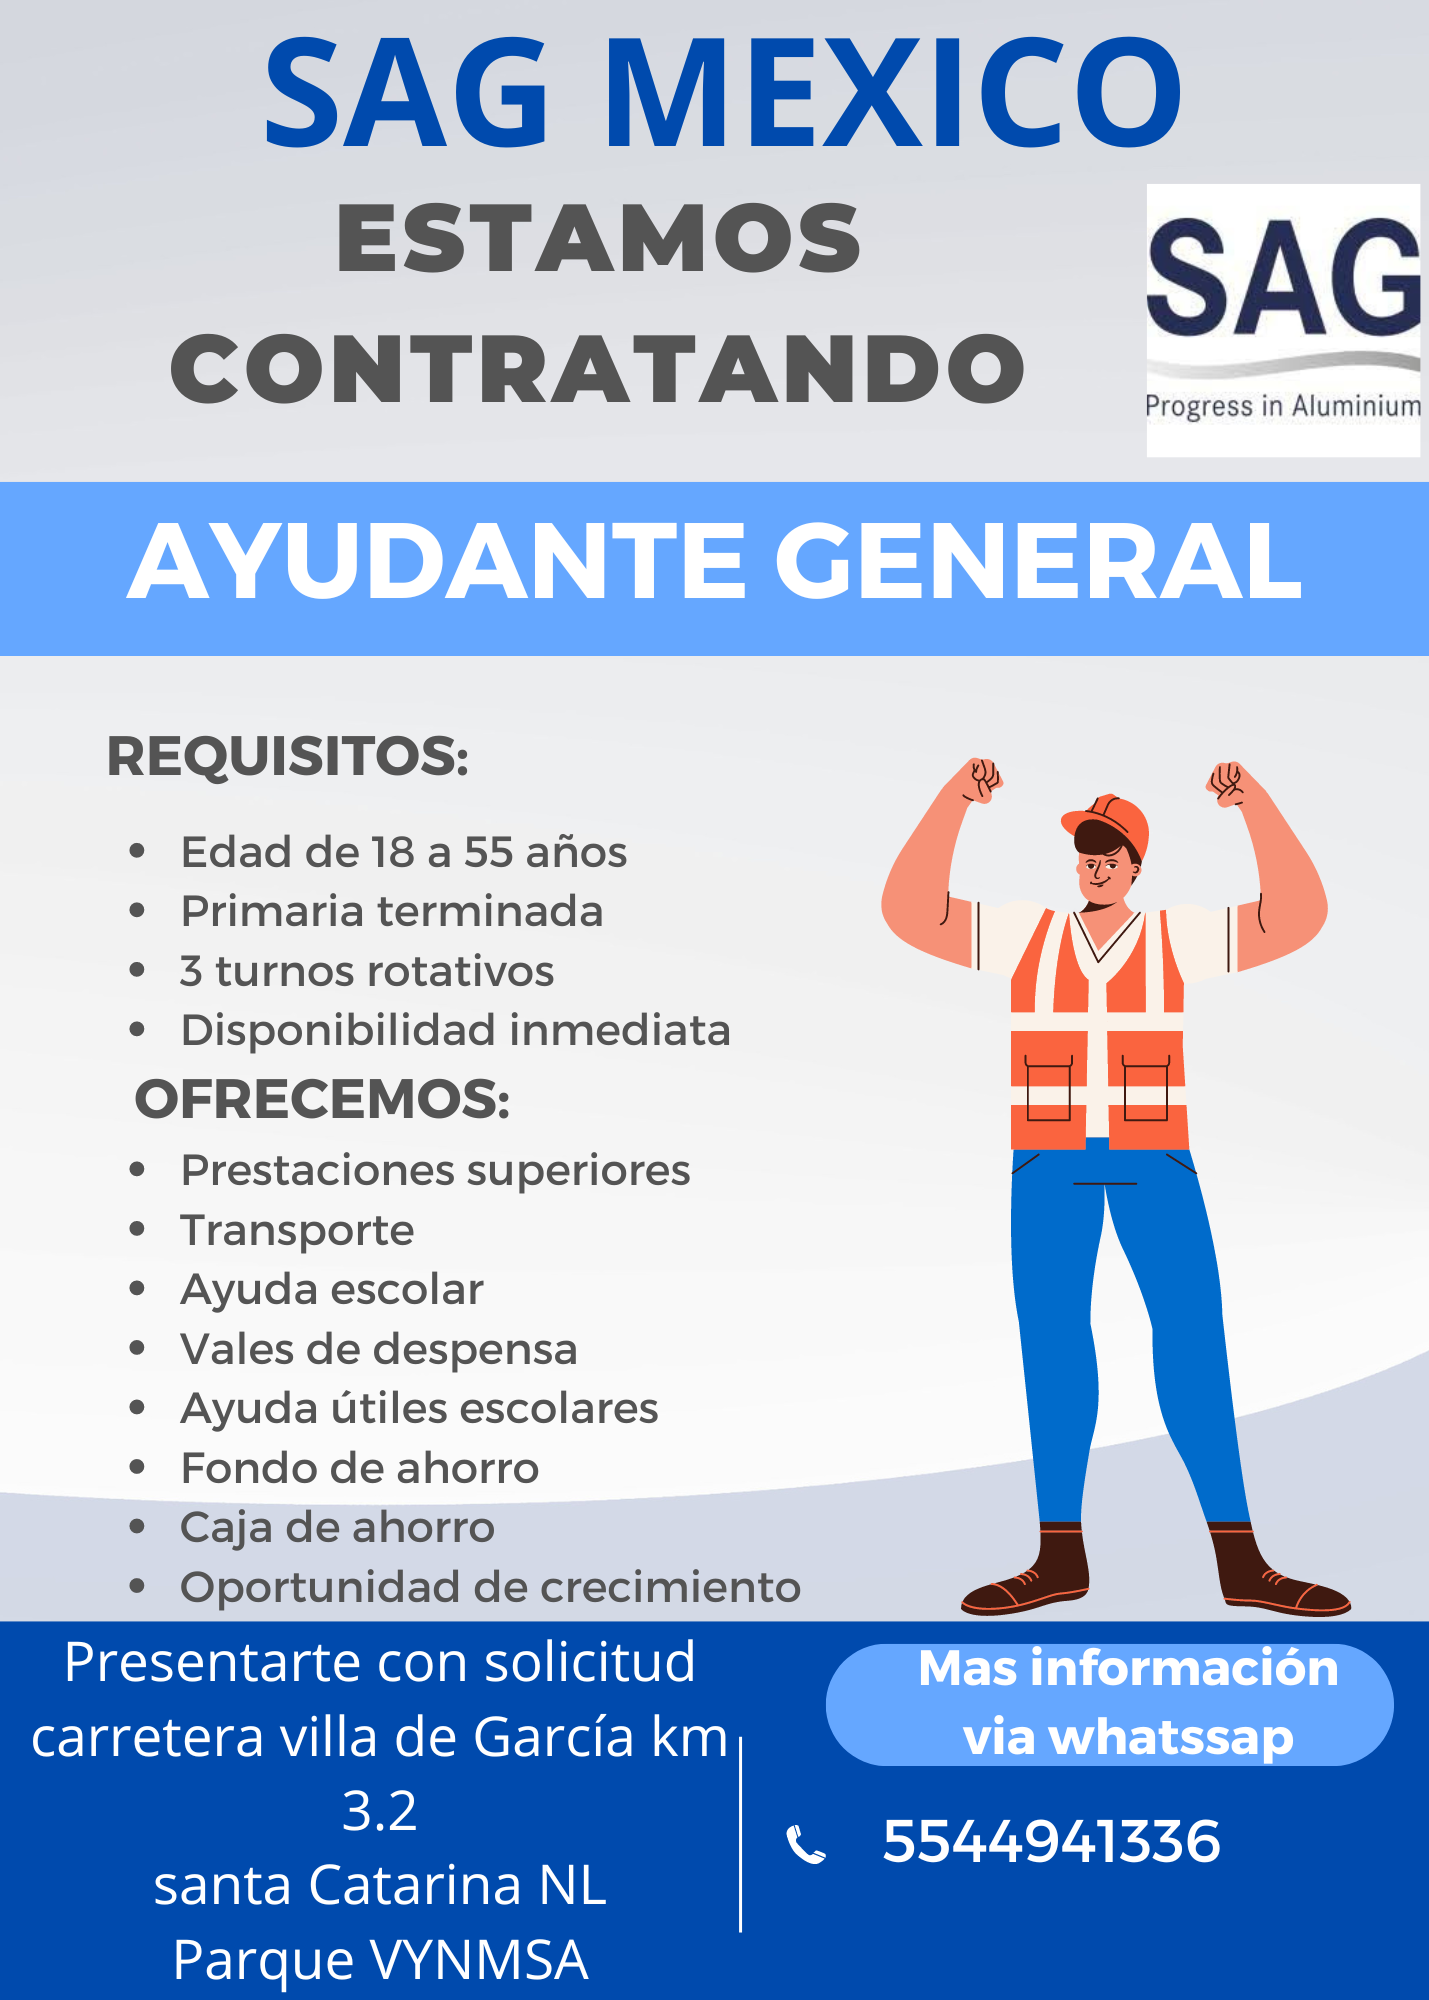 SAG MEXICO
ESTAMOS
CONTRATANDO
SAG
Progress in Aluminium
AYUDANTE GENERAL
REQUISITOS:
• Edad de 18 a 55 años
• Primaria terminada
• 3 turnos rotativos
• Disponibilidad inmediata
OFRECEMOS:
• Prestaciones superiores
• Transporte
• Ayuda escolar
• Vales de despensa
• Ayuda útiles escolares
• Fondo de ahorro
• Caja de ahorro
• Oportunidad de crecimiento
Presentarte con solicitud
carretera villa de García km
3.2
santa Catarina NL
Parque VYNMSA
Mas información
via whatssap
5544941336